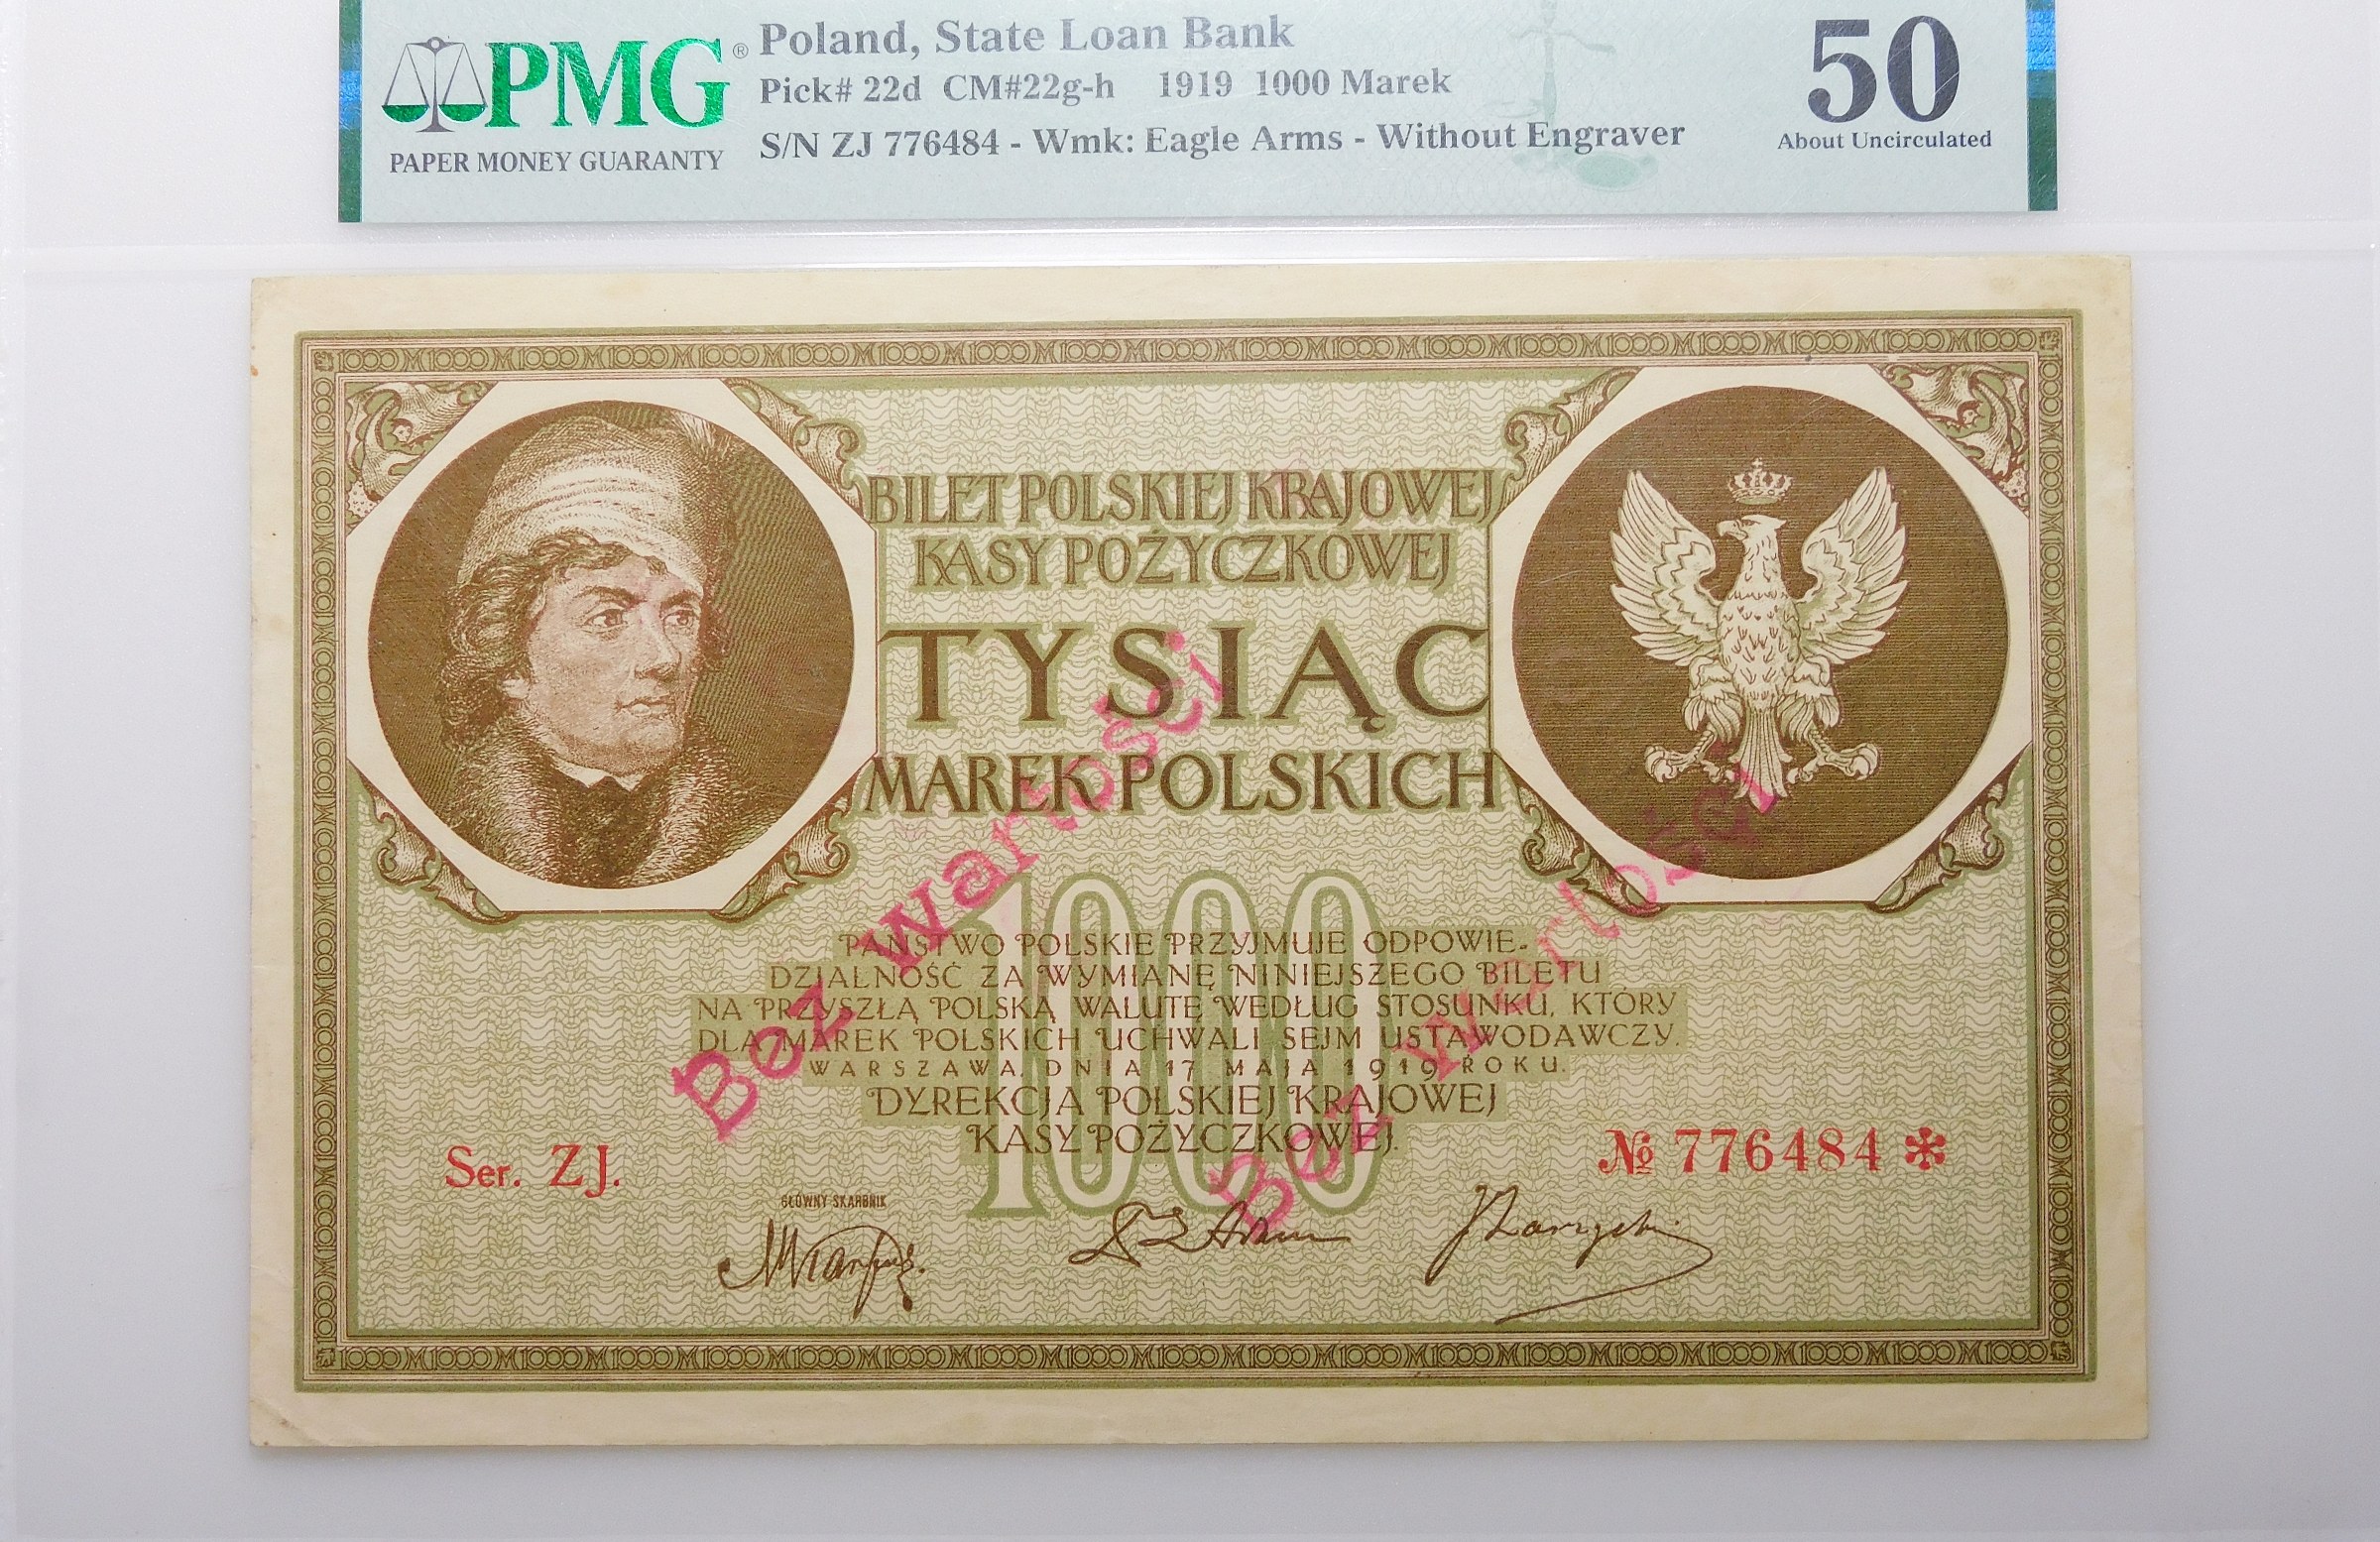 PMG®
PAPER MONEY GUARANTY
Poland, State Loan Bank
Pick# 22d CM#22g-h 1919 1000 Marek
S/N ZJ 776484 - Wmk: Eagle Arms - Without Engraver
50
About Uncirculated
BILET POLSKIEJ KRAJOWEJ
KASY POŻYCZKOWEJ
TYSIĄC
MAREK POLSKICH
1000
PAŃSTWO POLSKIE PRZYJMUJE ODPOWIE-
DZIALNOŚĆ ZA WYMIANĘ NINIEJSZEGO BILETU
NA PRZYSZŁĄ POLSKĄ WALUTĘ WEDŁUG STOSUNKU, KTÓRY
DLA MAREK POLSKICH UCHWALI SEJM USTAWODAWCZY.
WARSZAWA, DNIA 17 MAJA 1919 ROKU.
DYREKCJA POLSKIEJ KRAJOWEJ
KASY POŻYCZKOWEJ.
Bez wartości
Bez wartości
Ser. ZJ.
№ 776484 *
GŁÓWNY SKARBNIK